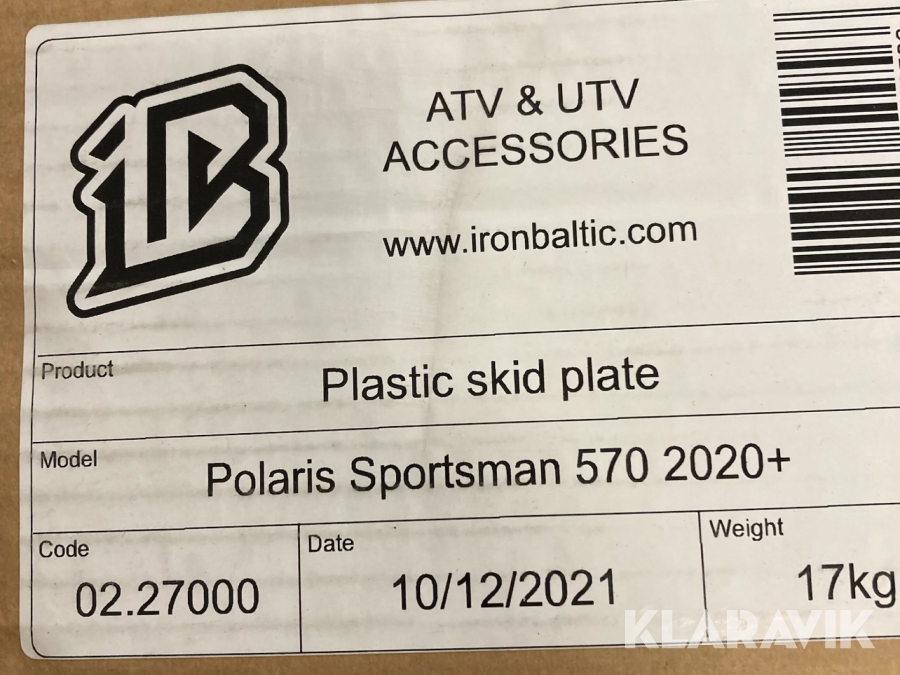 ATV & UTV
ACCESSORIES
www.ironbaltic.com
Product
Plastic skid plate
Model
Polaris Sportsman 570 2020+
Code
02.27000
Date
10/12/2021
Weight
17kg
KLARAVIK